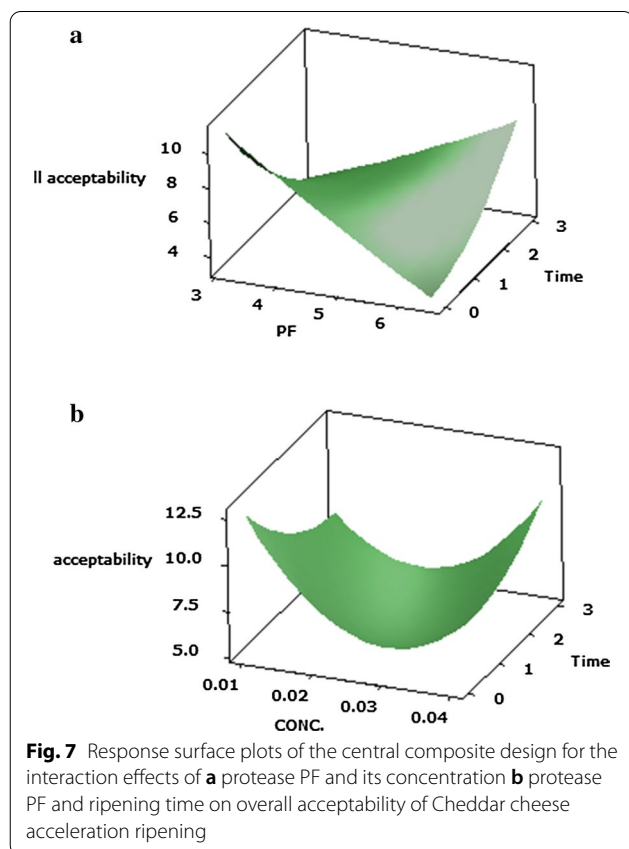 a
10
8
6
4
ll acceptability
3
4
5
6
PF
0
1
2
3
Time
b
12.5
10.0
7.5
5.0
acceptability
0.01
0.02
0.03
0.04
CONC.
0
1
2
3
Time
Fig. 7 Response surface plots of the central composite design for the
interaction effects of a protease PF and its concentration b protease
PF and ripening time on overall acceptability of Cheddar cheese
acceleration ripening